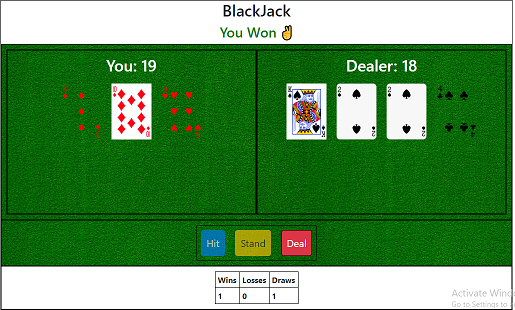 BlackJack
You Won ✌
You: 19
Dealer: 18
Hit
Stand
Deal
Wins Losses Draws
1 0 1
Activate Wind
Go to Settings to